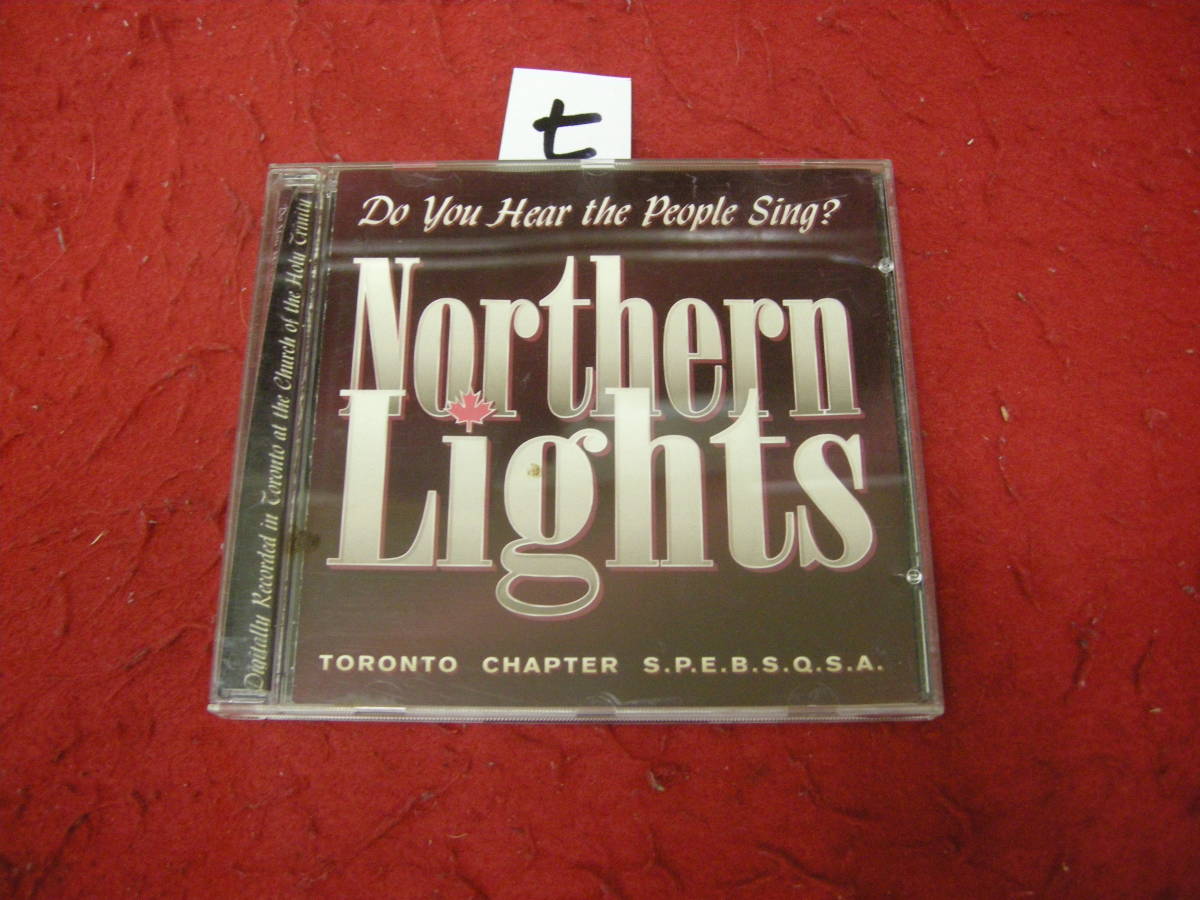 セ
Do You Hear the People Sing?
Northern
Lights
TORONTO CHAPTER S.P.E.B.S.Q.S.A.
Digitally Recorded in Toronto at the Church of the Holy Trinity